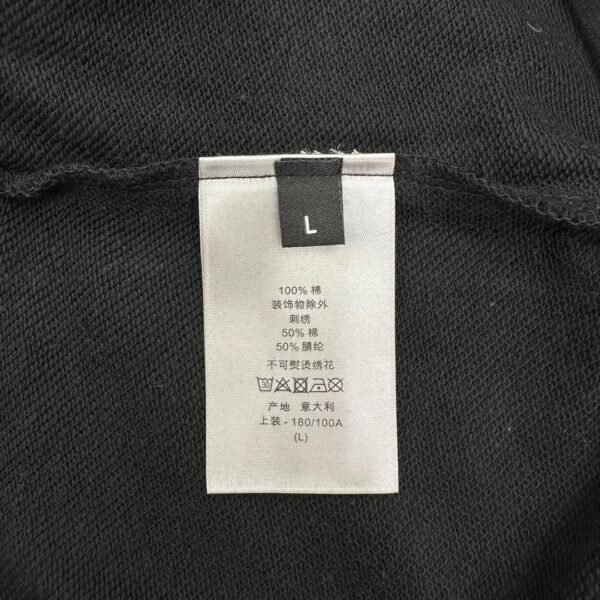 L
100% 棉
装饰物除外
刺绣
50% 棉
50% 腈纶
不可熨烫绣花
30
产地 意大利
上装 - 180/100A
(L)